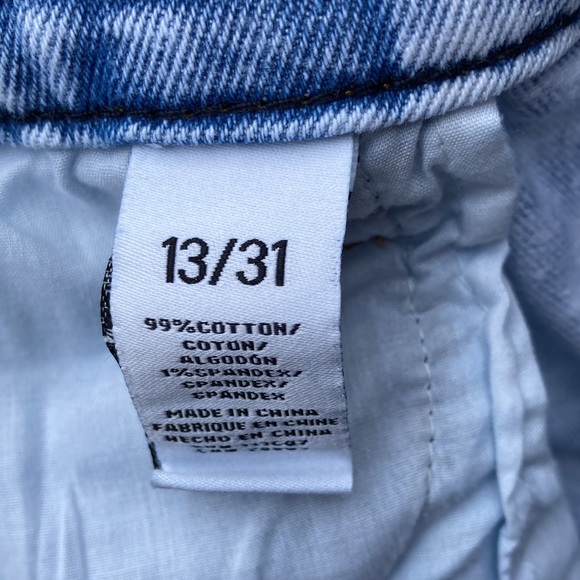 13/31
99%COTTON/
COTON/
ALGODÓN
1%SPANDEX/
SPANDEX/
SPANDEX
MADE IN CHINA
FABRIQUE EN CHINE
HECHO EN CHINA